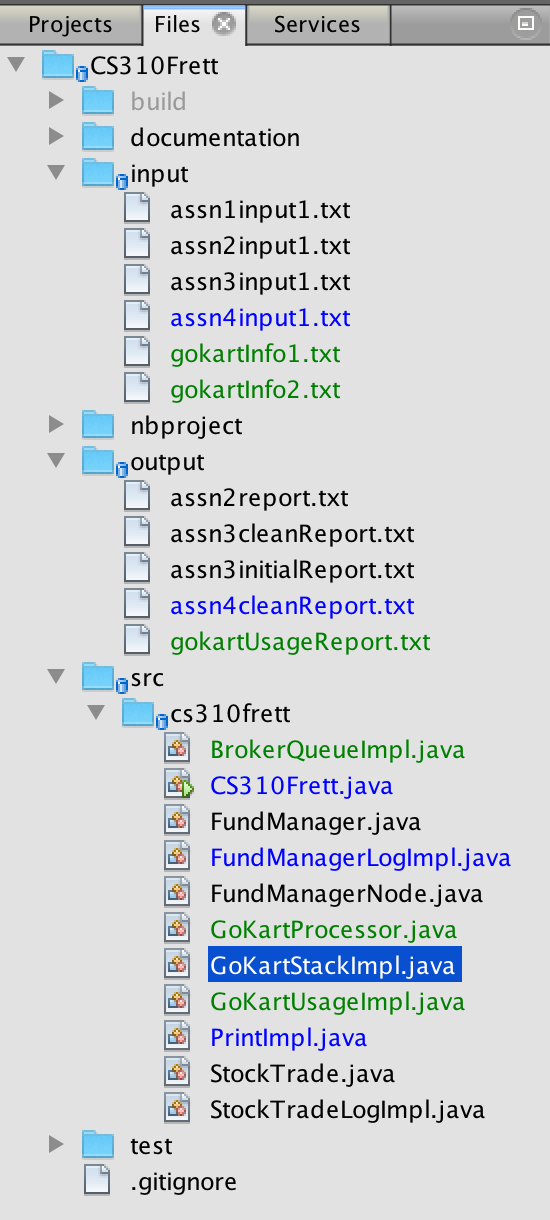 Projects Files Services
CS310Frett
build
documentation
input
assn1input1.txt
assn2input1.txt
assn3input1.txt
assn4input1.txt
gokartInfo1.txt
gokartInfo2.txt
nbproject
output
assn2report.txt
assn3cleanReport.txt
assn3initialReport.txt
assn4cleanReport.txt
gokartUsageReport.txt
src
cs310frett
BrokerQueueImpl.java
CS310Frett.java
FundManager.java
FundManagerLogImpl.java
FundManagerNode.java
GoKartProcessor.java
GoKartStackImpl.java
GoKartUsageImpl.java
PrintImpl.java
StockTrade.java
StockTradeLogImpl.java
test
.gitignore